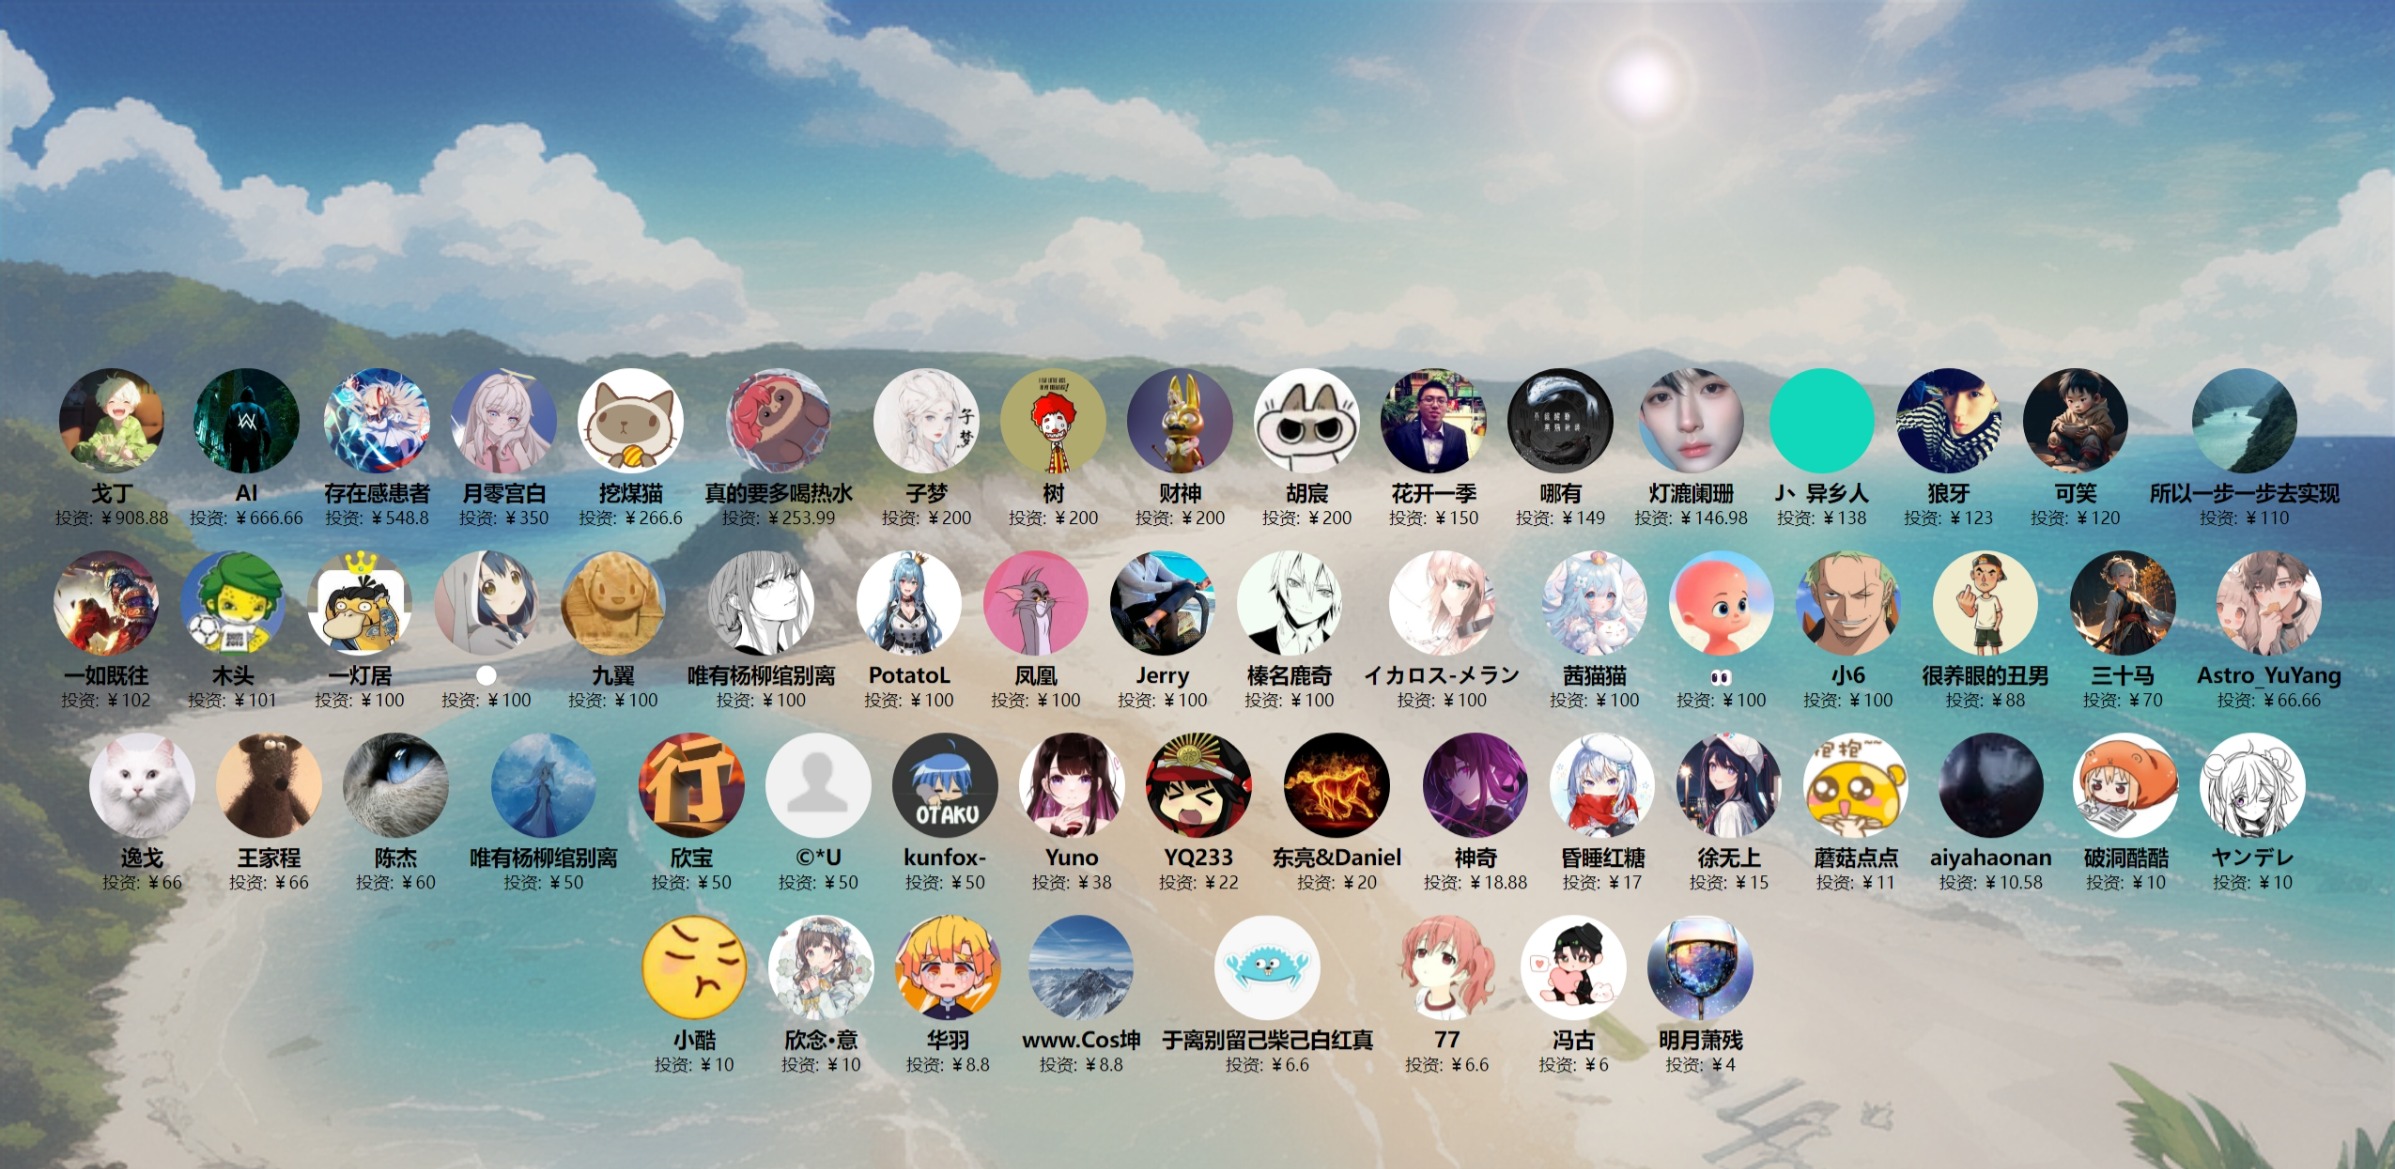 戈丁
投资: ¥908.88
AI
投资: ¥666.66
存在感患者
投资: ¥548.8
月零宫白
投资: ¥350
挖煤猫
投资: ¥266.6
真的要多喝热水
投资: ¥253.99
子梦
子梦
投资: ¥200
树
投资: ¥200
财神
投资: ¥200
胡宸
投资: ¥200
花开一季
投资: ¥150
哪有
投资: ¥149
灯漉阑珊
投资: ¥146.98
J、异乡人
投资: ¥138
狼牙
投资: ¥123
可笑
投资: ¥120
所以一步一步去实现
投资: ¥110
一如既往
投资: ¥102
木头
投资: ¥101
一灯居
投资: ¥100
投资: ¥100
九翼
投资: ¥100
唯有杨柳绾别离
投资: ¥100
PotatoL
投资: ¥100
凤凰
投资: ¥100
Jerry
投资: ¥100
榛名鹿奇
投资: ¥100
イカロス-メラン
投资: ¥100
茜猫猫
投资: ¥100
👀
投资: ¥100
小6
投资: ¥100
很养眼的丑男
投资: ¥88
三十马
投资: ¥70
Astro_YuYang
投资: ¥66.66
逸戈
投资: ¥66
王家程
投资: ¥66
陈杰
投资: ¥60
唯有杨柳绾别离
投资: ¥50
行
欣宝
投资: ¥50
©*U
投资: ¥50
OTAKU
kunfox-
投资: ¥50
Yuno
投资: ¥38
YQ233
投资: ¥22
东亮&Daniel
投资: ¥20
神奇
投资: ¥18.88
昏睡红糖
投资: ¥17
徐无上
投资: ¥15
抱抱~~
蘑菇点点
投资: ¥11
aiyahaonan
投资: ¥10.58
破洞酷酷
投资: ¥10
ヤンデレ
投资: ¥10
小酷
投资: ¥10
欣念•意
投资: ¥10
华羽
投资: ¥8.8
www.Cos坤
投资: ¥8.8
于离别留己柴己白红真
投资: ¥6.6
77
投资: ¥6.6
冯古
投资: ¥6
明月萧残
投资: ¥4